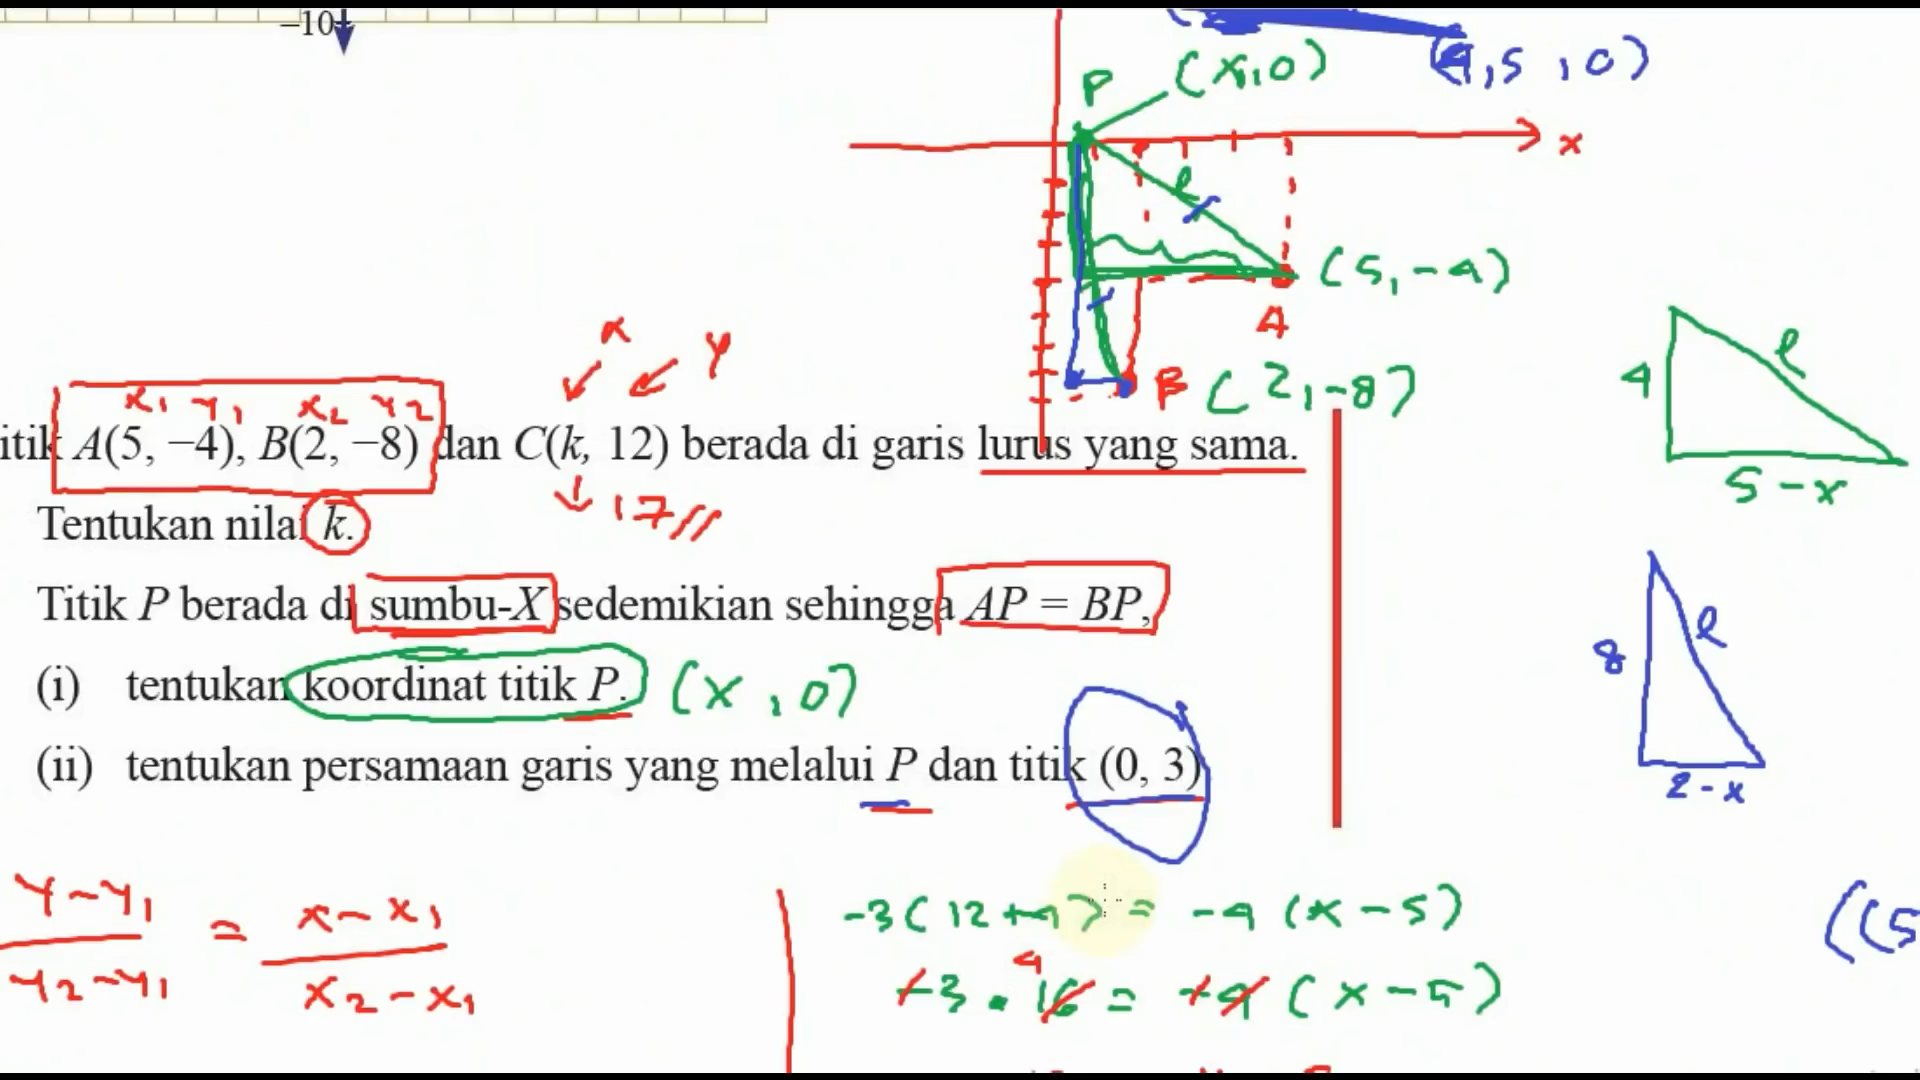 −10
(x,0)
(4,5 ,0)
P
x
l
(5,-4)
A
l
4
5-x
x
y
B (2,-8)
x₁ y₁ x₂ y₂
itik A(5, −4), B(2, −8) dan C(k, 12) berada di garis lurus yang sama.
17//
Tentukan nilai k.
l
8
2-x
Titik P berada di sumbu-X sedemikian sehingga AP = BP,
(i) tentukan koordinat titik P. (x ,0)
(ii) tentukan persamaan garis yang melalui P dan titik (0, 3)
y-y₁ / y₂-y₁ = x-x₁ / x₂-x₁
-3(12+4) = -4 (x-5)
((5
4
-3 . 16 = -4 (x-5)